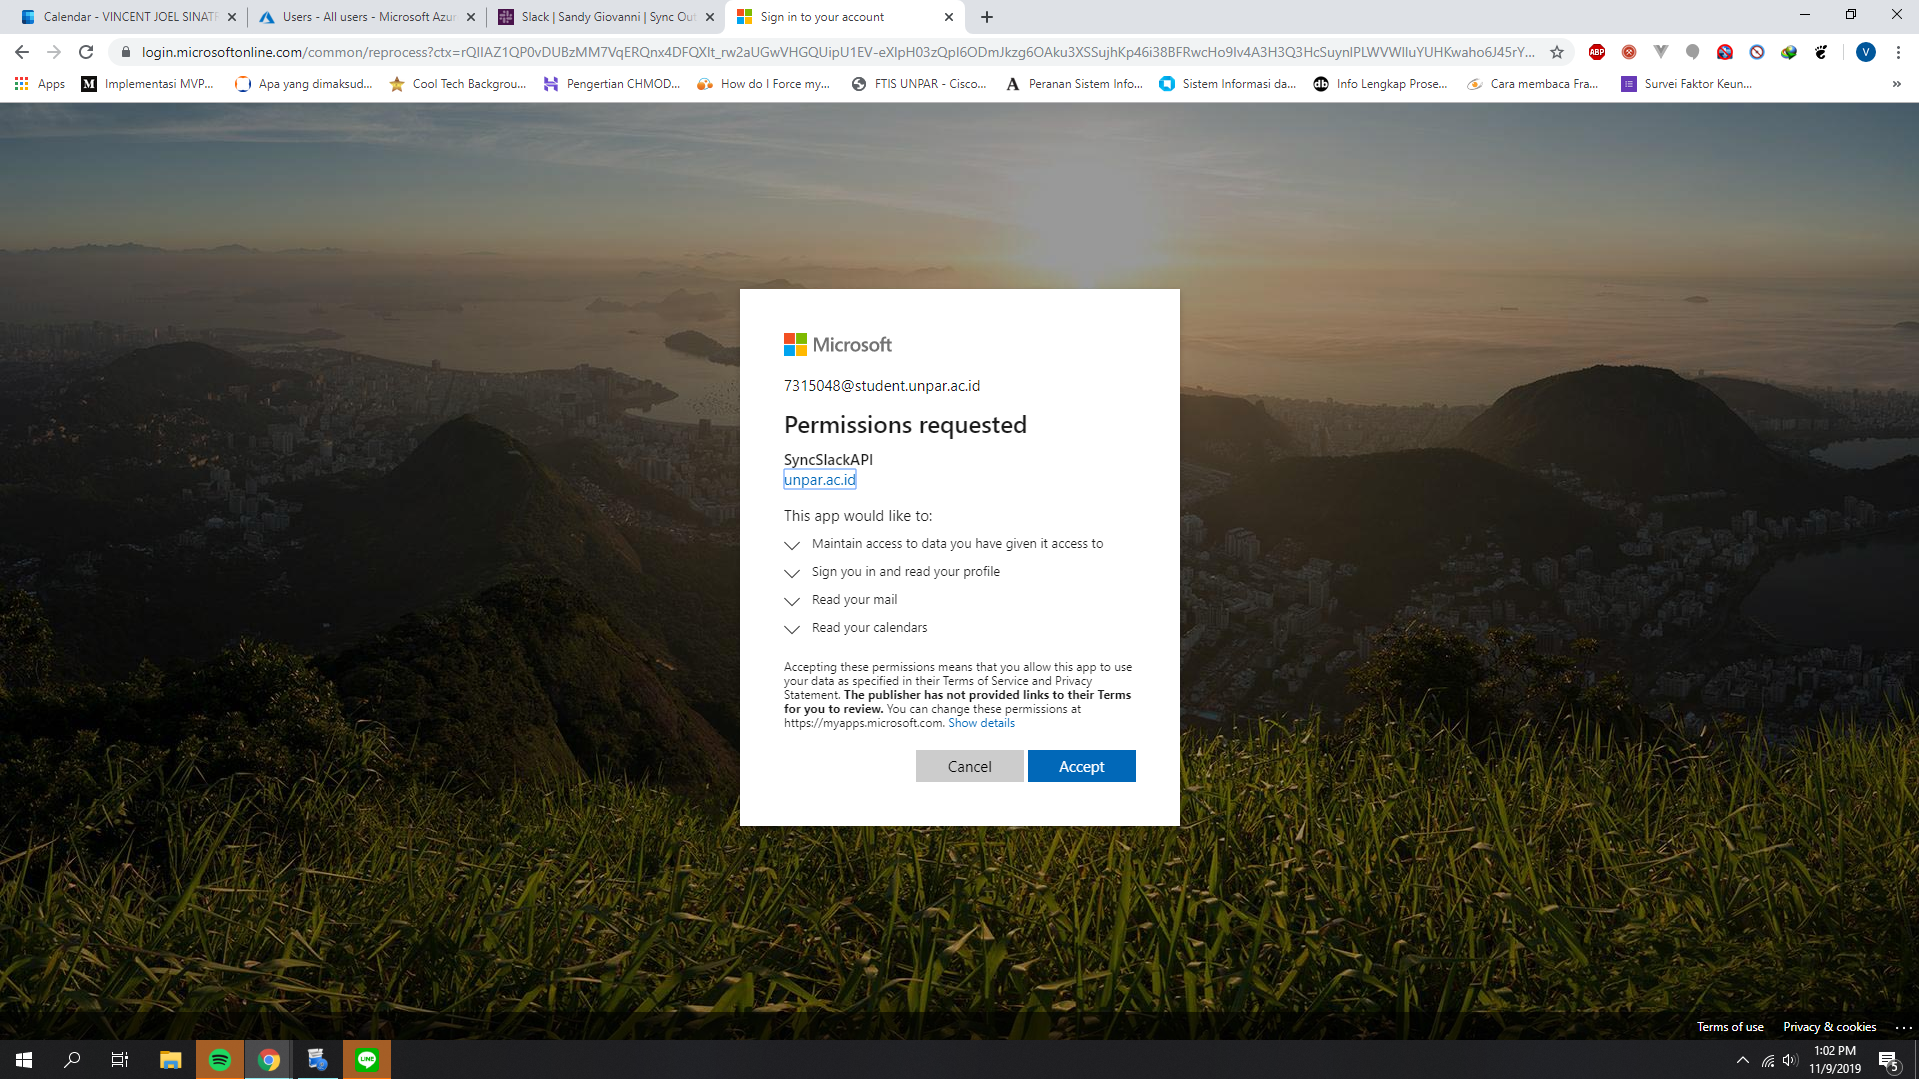 Calendar - VINCENT JOEL SINATR
Users - All users - Microsoft Azur
Slack | Sandy Giovanni | Sync Out
Sign in to your account
Apps
Implementasi MVP...
Apa yang dimaksud...
Cool Tech Backgrou...
Pengertian CHMOD...
How do I Force my...
FTIS UNPAR - Cisco...
Peranan Sistem Info...
Sistem Informasi da...
Info Lengkap Prose...
Cara membaca Fra...
Survei Faktor Keun...
ABP
V
Microsoft
7315048@student.unpar.ac.id
Permissions requested
SyncSlackAPI
unpar.ac.id
This app would like to:
Maintain access to data you have given it access to
Sign you in and read your profile
Read your mail
Read your calendars
Accepting these permissions means that you allow this app to use
your data as specified in their Terms of Service and Privacy
Statement. The publisher has not provided links to their Terms
for you to review. You can change these permissions at
https://myapps.microsoft.com. Show details
Cancel
Accept
Terms of use
Privacy & cookies
...
LINE
1:02 PM
11/9/2019
5